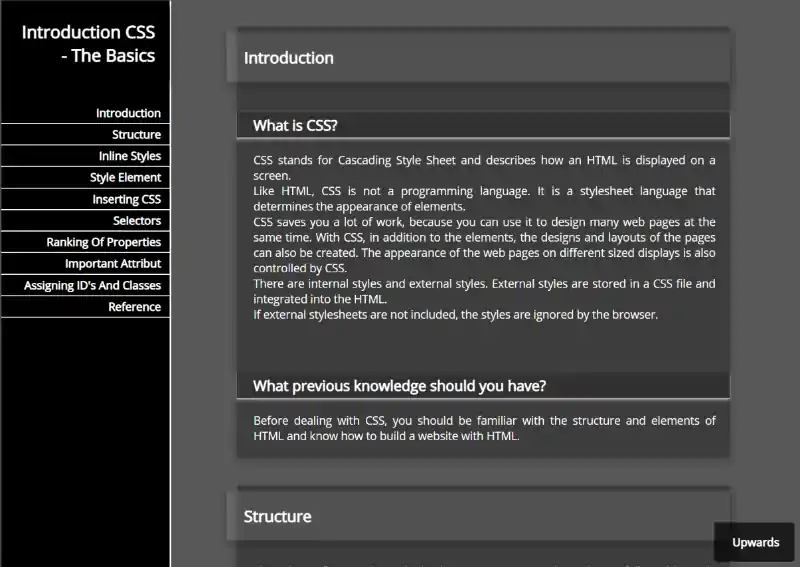 Introduction CSS
- The Basics
Introduction
Structure
Inline Styles
Style Element
Inserting CSS
Selectors
Ranking Of Properties
Important Attribut
Assigning ID's And Classes
Reference
Introduction
What is CSS?
CSS stands for Cascading Style Sheet and describes how an HTML is displayed on a
screen.
Like HTML, CSS is not a programming language. It is a stylesheet language that
determines the appearance of elements.
CSS saves you a lot of work, because you can use it to design many web pages at the
same time. With CSS, in addition to the elements, the designs and layouts of the pages
can also be created. The appearance of the web pages on different sized displays is also
controlled by CSS.
There are internal styles and external styles. External styles are stored in a CSS file and
integrated into the HTML.
If external stylesheets are not included, the styles are ignored by the browser.
What previous knowledge should you have?
Before dealing with CSS, you should be familiar with the structure and elements of
HTML and know how to build a website with HTML.
Structure
Upwards